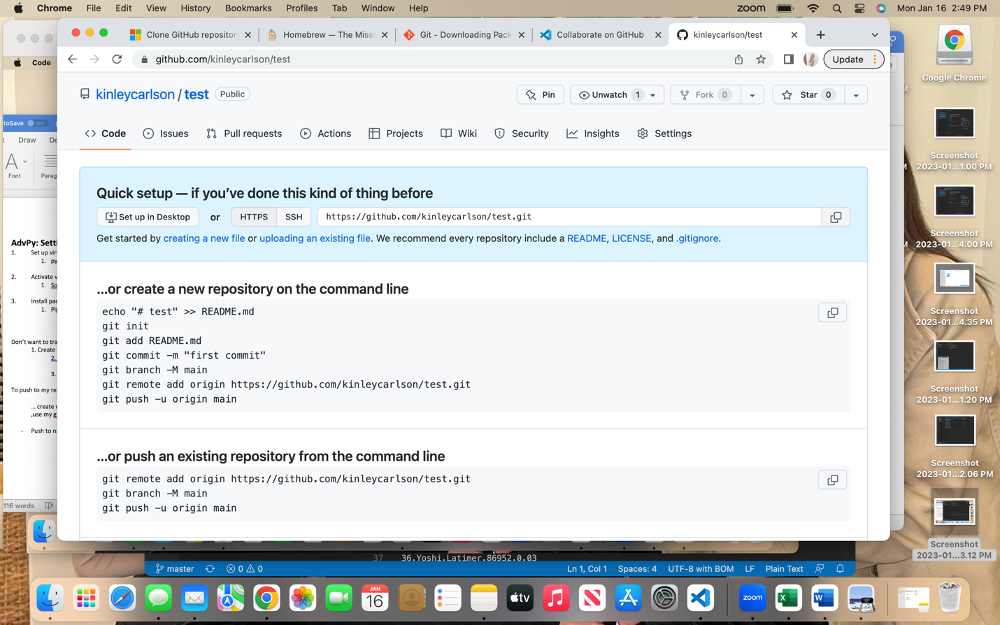 Chrome File Edit View History Bookmarks Profiles Tab Window Help
zoom Mon Jan 16 2:49 PM
Clone GitHub repository
Homebrew — The Missi
Git - Downloading Pack
Collaborate on GitHub
kinleycarlson/test
github.com/kinleycarlson/test
Update
Code
kinleycarlson / test Public
Pin
Unwatch 1
Fork 0
Star 0
Code Issues Pull requests Actions Projects Wiki Security Insights Settings
Quick setup — if you've done this kind of thing before
Set up in Desktop or HTTPS SSH https://github.com/kinleycarlson/test.git
Get started by creating a new file or uploading an existing file. We recommend every repository include a README, LICENSE, and .gitignore.
…or create a new repository on the command line
echo "# test" >> README.md
git init
git add README.md
git commit -m "first commit"
git branch -M main
git remote add origin https://github.com/kinleycarlson/test.git
git push -u origin main
…or push an existing repository from the command line
git remote add origin https://github.com/kinleycarlson/test.git
git branch -M main
git push -u origin main
toSave OFF
t Draw De
A
Font Parag
AdvPy: Setti
1. Set up vir
1. py
2. Activate v
1. So
3. Install pac
1. Pip
Don't want to tra
1. Create
2.
3.
To push to my re
... create r
,use my g
- Push to na
116 words
37 36.Yoshi.Latimer.86952.0.03
master 0 0
Ln 1, Col 1 Spaces: 4 UTF-8 with BOM LF Plain Text
Google Chrome
Screenshot
2023-01...1.00 PM
Screenshot
2023-01...4.00 PM
Screenshot
2023-01...4.35 PM
Screenshot
2023-01...1.20 PM
Screenshot
2023-01...2.06 PM
Screenshot
2023-01...3.12 PM
JAN
16
tv
zoom
X
W